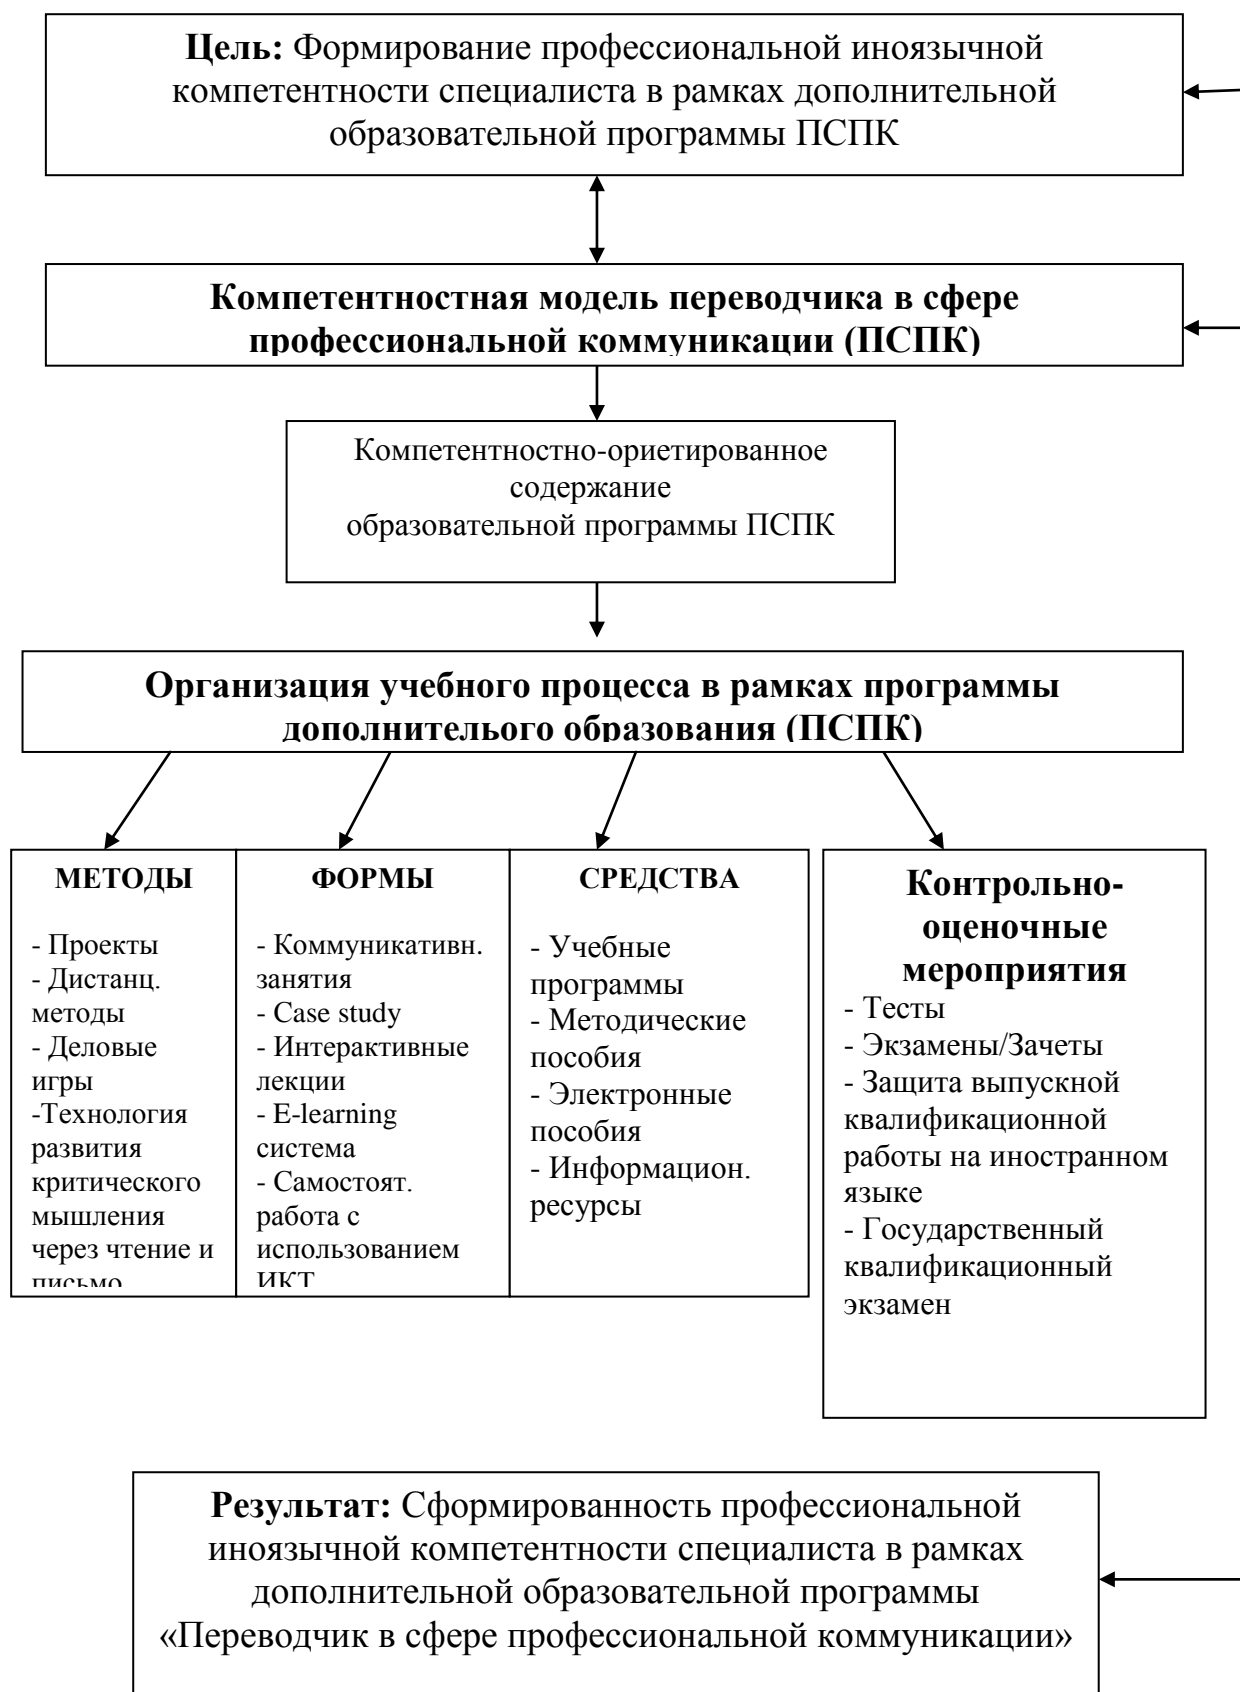 Цель: Формирование профессиональной иноязычной
компетентности специалиста в рамках дополнительной
образовательной программы ПСПК
Компетентностная модель переводчика в сфере
профессиональной коммуникации (ПСПК)
Компетентностно-ориетированное
содержание
образовательной программы ПСПК
Организация учебного процесса в рамках программы
дополнителього образования (ПСПК)
МЕТОДЫ
- Проекты
- Дистанц.
методы
- Деловые
игры
-Технология
развития
критического
мышления
через чтение и
письмо
ФОРМЫ
- Коммуникативн.
занятия
- Case study
- Интерактивные
лекции
- E-learning
система
- Самостоят.
работа с
использованием
ИКТ
СРЕДСТВА
- Учебные
программы
- Методические
пособия
- Электронные
пособия
- Информацион.
ресурсы
Контрольно-
оценочные
мероприятия
- Тесты
- Экзамены/Зачеты
- Защита выпускной
квалификационной
работы на иностранном
языке
- Государственный
квалификационный
экзамен
Результат: Сформированность профессиональной
иноязычной компетентности специалиста в рамках
дополнительной образовательной программы
«Переводчик в сфере профессиональной коммуникации»